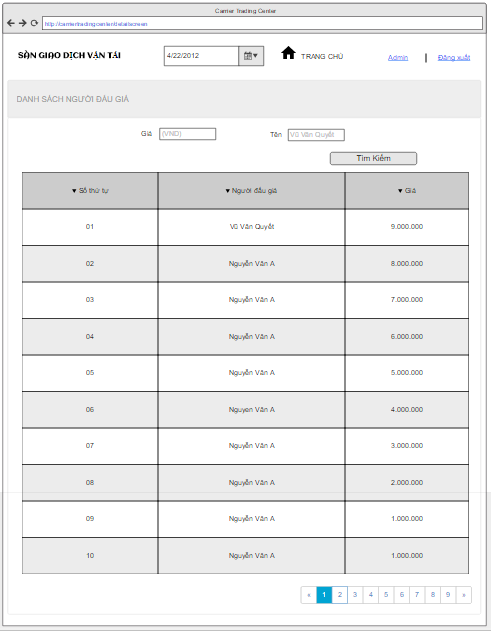 Carrier Trading Center
http://carriertradingcenter/detailscreen
SÀN GIAO DỊCH VẬN TẢI
4/22/2012
TRANG CHỦ
Admin | Đăng xuất
DANH SÁCH NGƯỜI ĐẤU GIÁ
Giá (VND) Tên Vũ Văn Quyết
Tìm Kiếm
▼ Số thứ tự ▼ Người đấu giá ▼ Giá
01 Vũ Văn Quyết 9.000.000
02 Nguyễn Văn A 8.000.000
03 Nguyễn Văn A 7.000.000
04 Nguyễn Văn A 6.000.000
05 Nguyễn Văn A 5.000.000
06 Nguyen Văn A 4.000.000
07 Nguyễn Văn A 3.000.000
08 Nguyễn Văn A 2.000.000
09 Nguyễn Văn A 1.000.000
10 Nguyễn Văn A 1.000.000
« 1 2 3 4 5 6 7 8 9 »